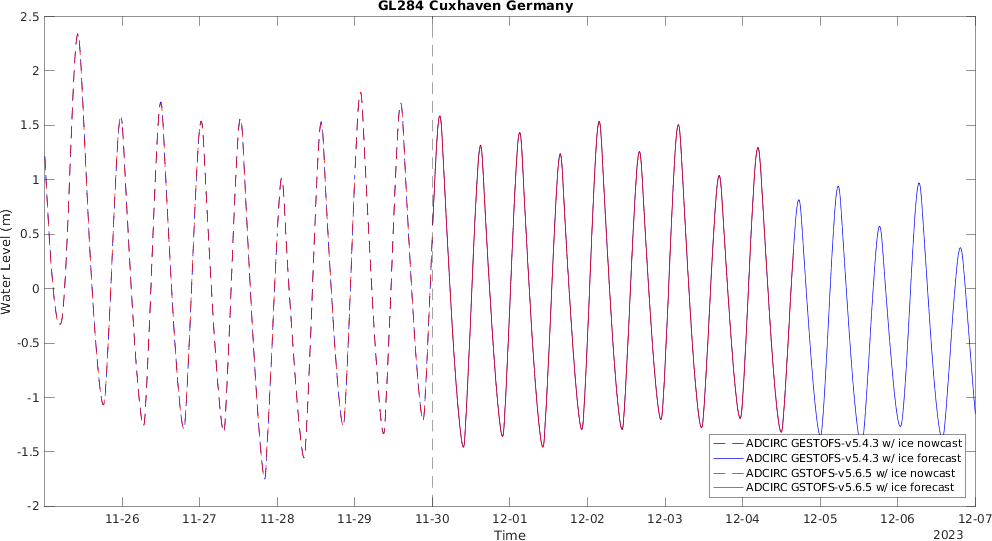 GL284 Cuxhaven Germany
2.5
2
1.5
1
0.5
0
-0.5
-1
-1.5
-2
Water Level (m)
11-26 11-27 11-28 11-29 11-30 12-01 12-02 12-03 12-04 12-05 12-06 12-07
Time
2023
ADCIRC GESTOFS-v5.4.3 w/ ice nowcast
ADCIRC GESTOFS-v5.4.3 w/ ice forecast
ADCIRC GSTOFS-v5.6.5 w/ ice nowcast
ADCIRC GSTOFS-v5.6.5 w/ ice forecast